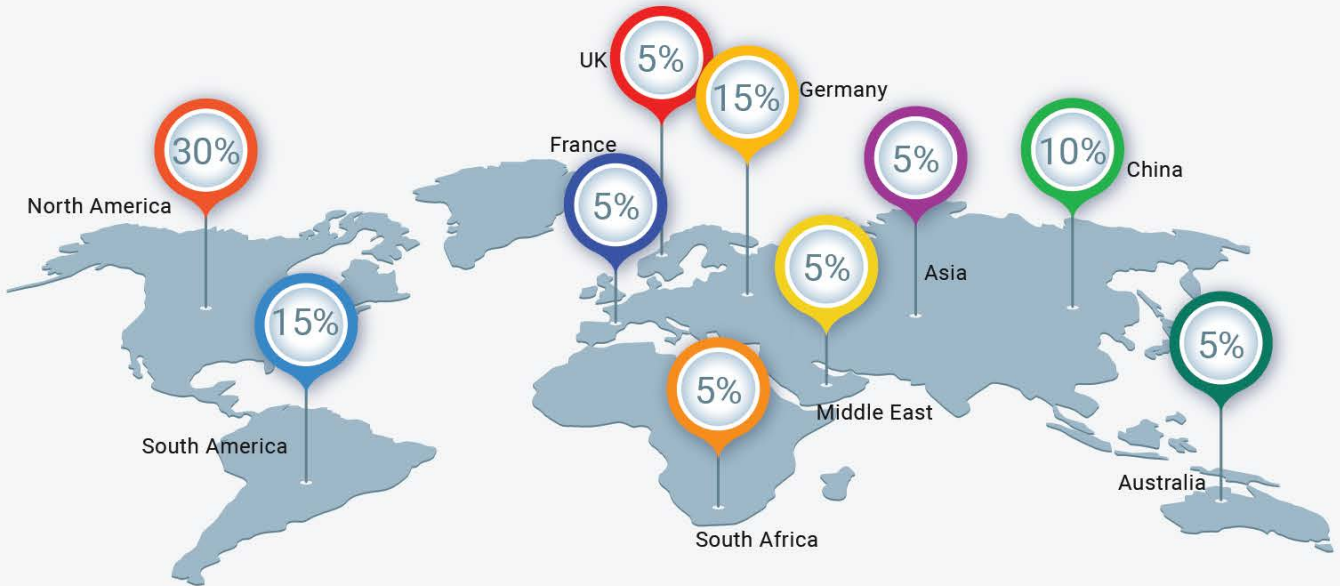 UK
5%
15%
Germany
30%
France
5%
10%
China
North America
5%
5%
Asia
15%
5%
5%
Middle East
South America
Australia
South Africa